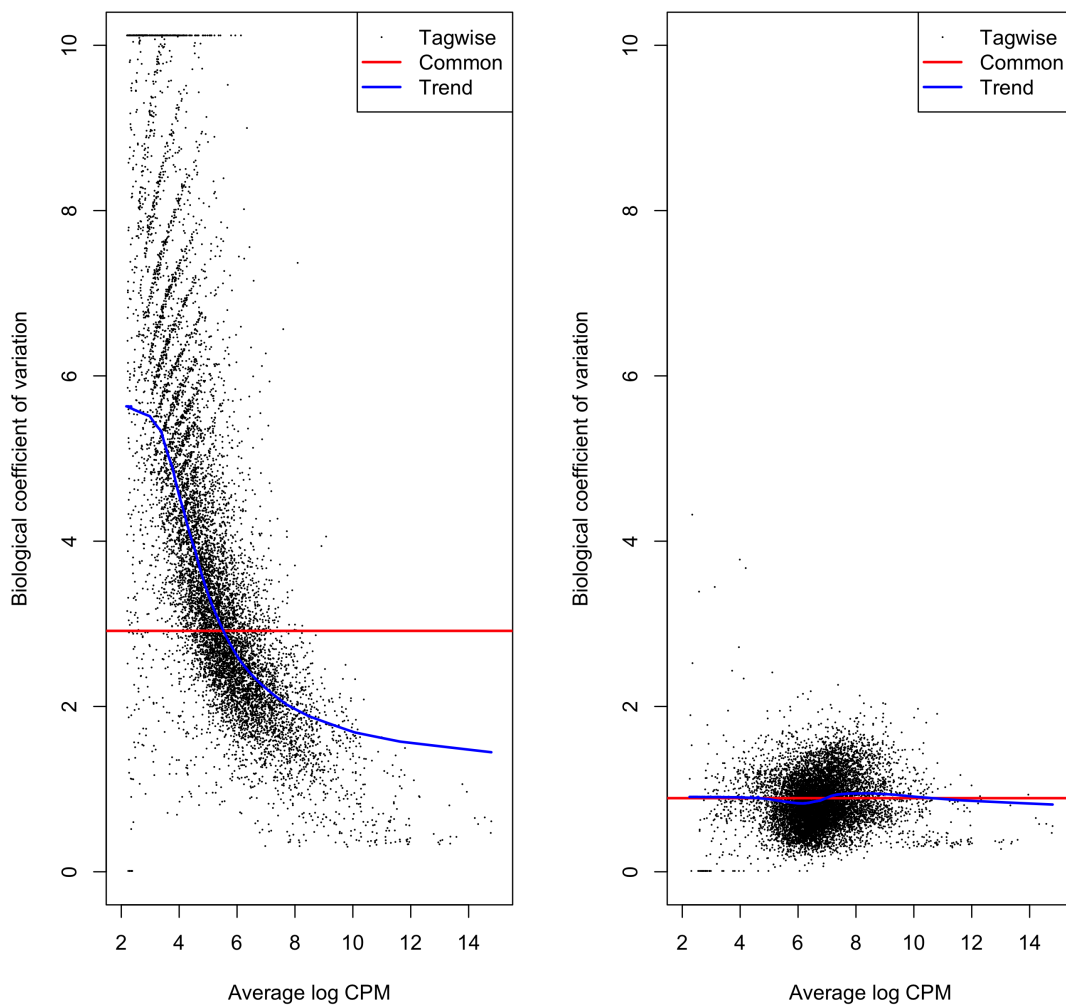 Tagwise
Common
Trend
10
8
6
4
2
0
Biological coefficient of variation
2 4 6 8 10 12 14
Average log CPM
Tagwise
Common
Trend
10
8
6
4
2
0
Biological coefficient of variation
2 4 6 8 10 12 14
Average log CPM